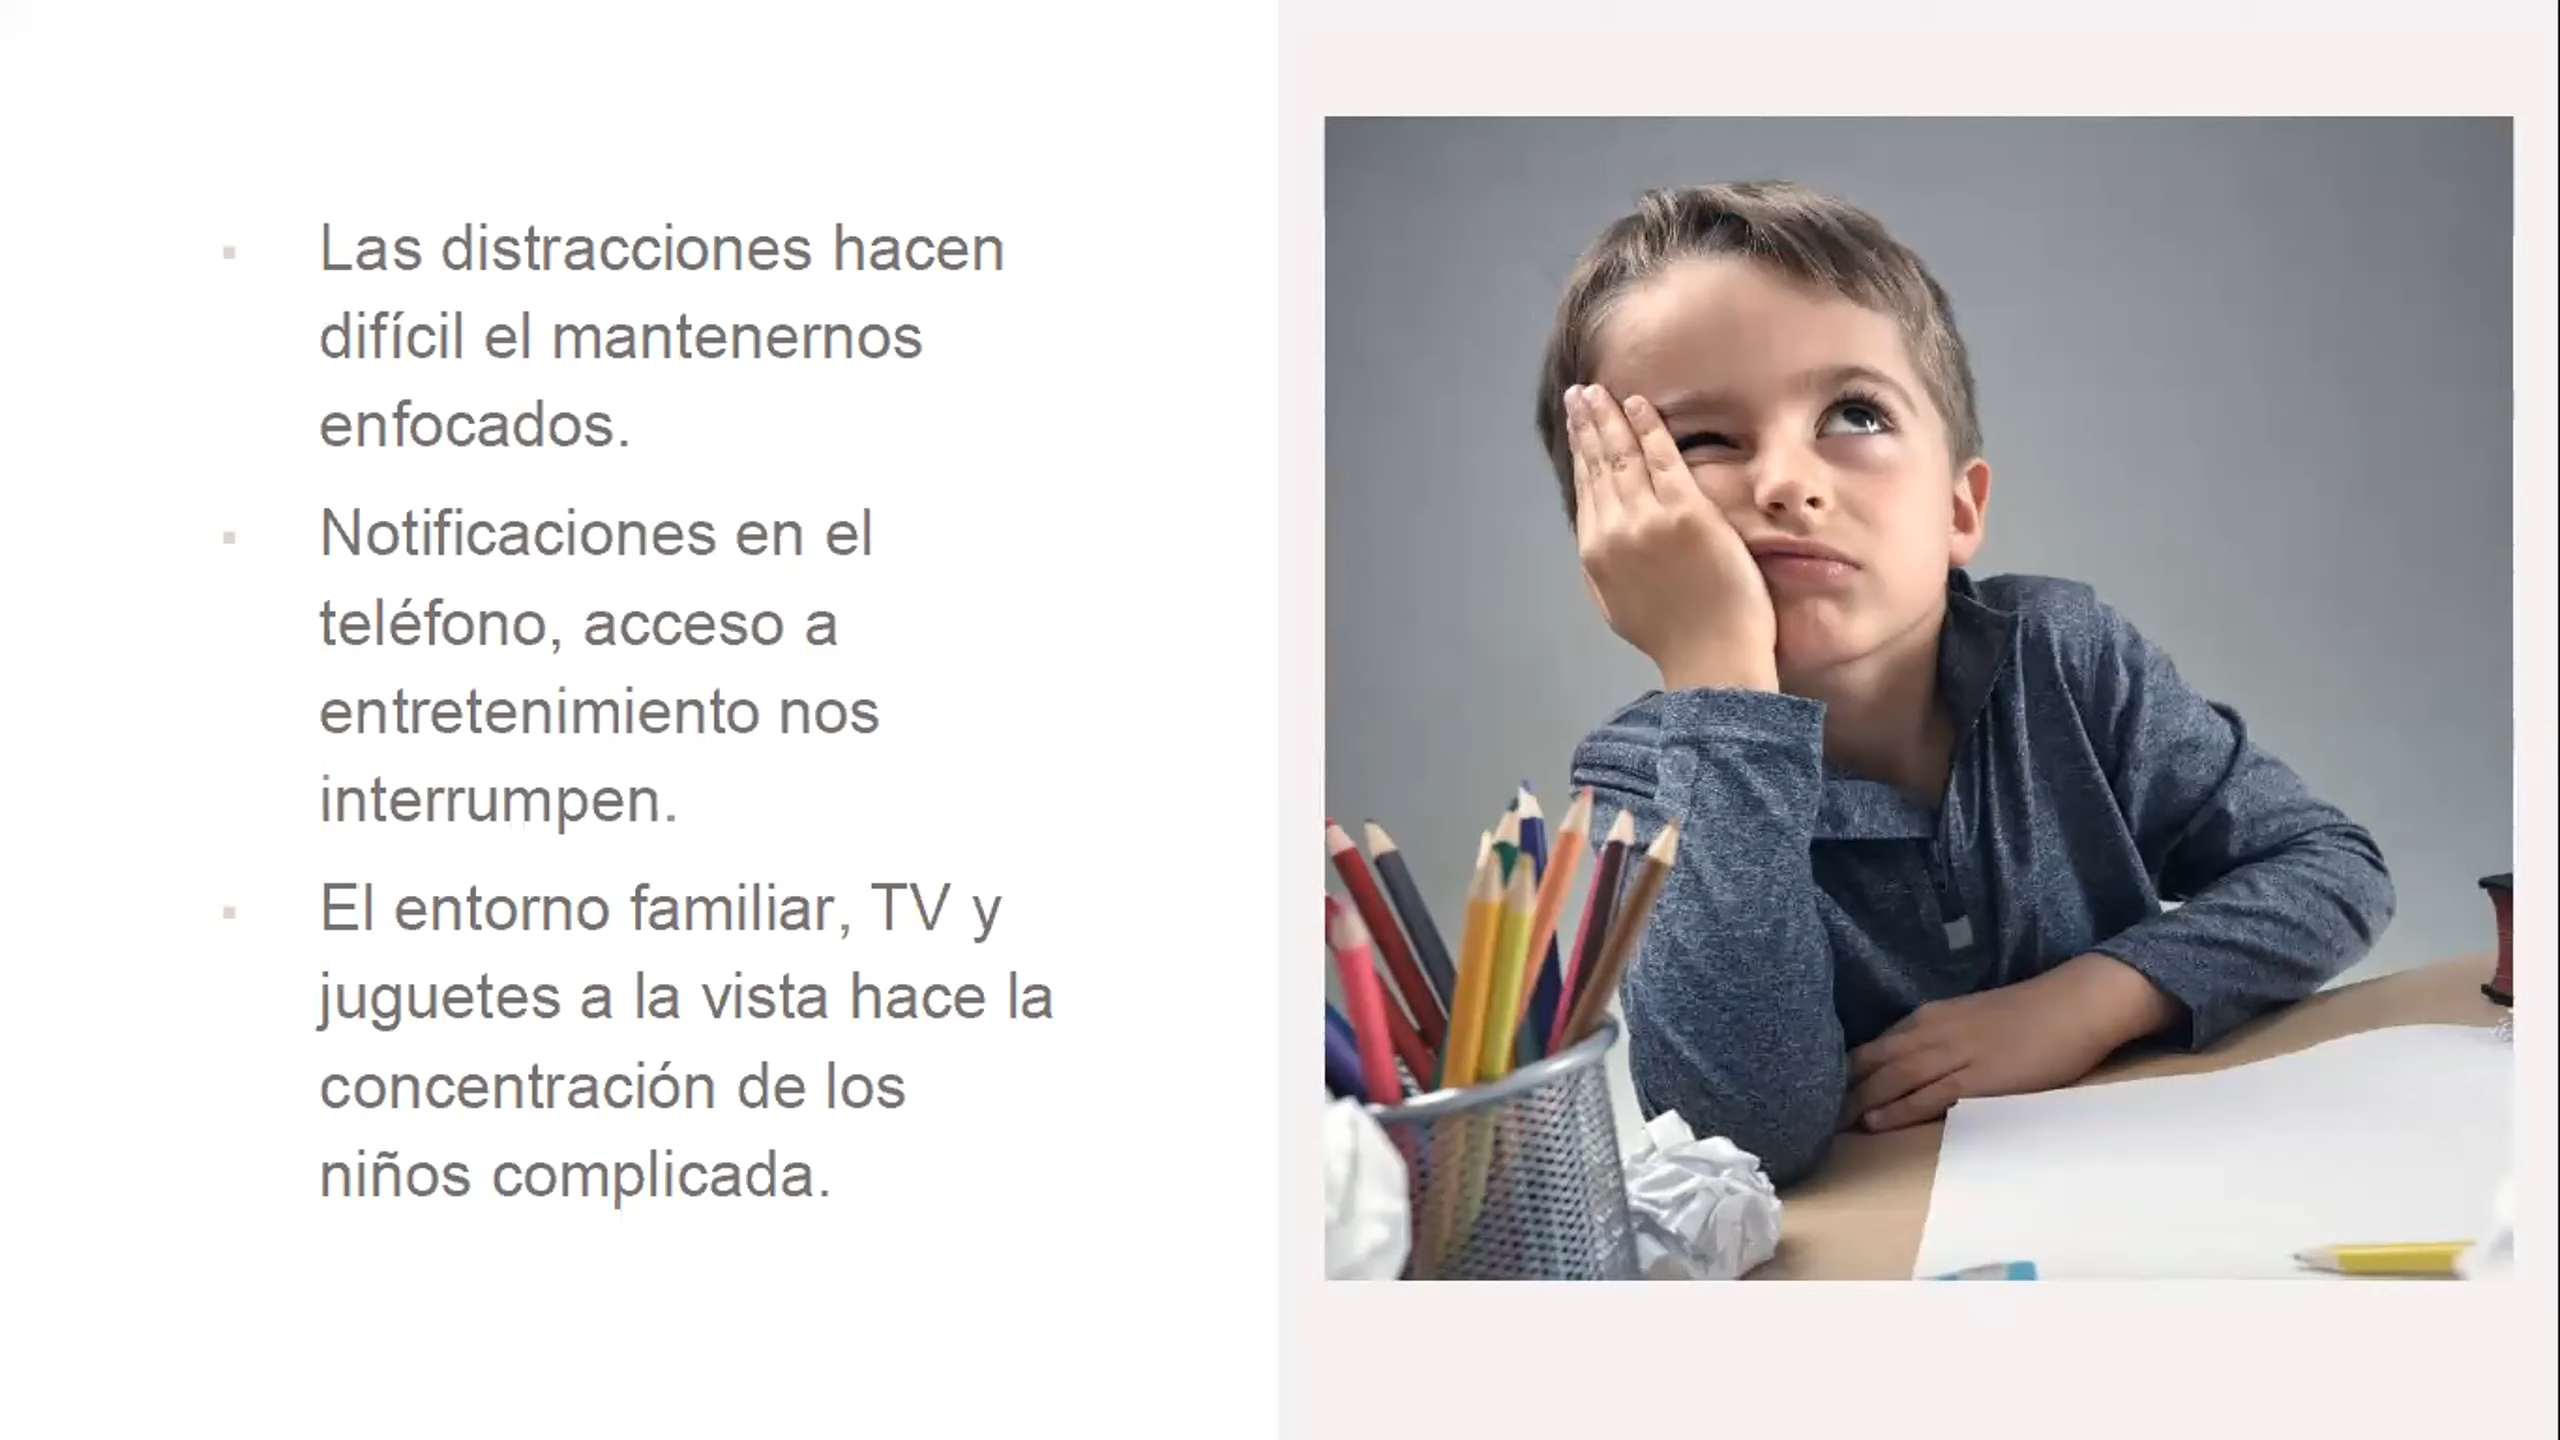 Las distracciones hacen
difícil el mantenernos
enfocados.
Notificaciones en el
teléfono, acceso a
entretenimiento nos
interrumpen.
El entorno familiar, TV y
juguetes a la vista hace la
concentración de los
niños complicada.